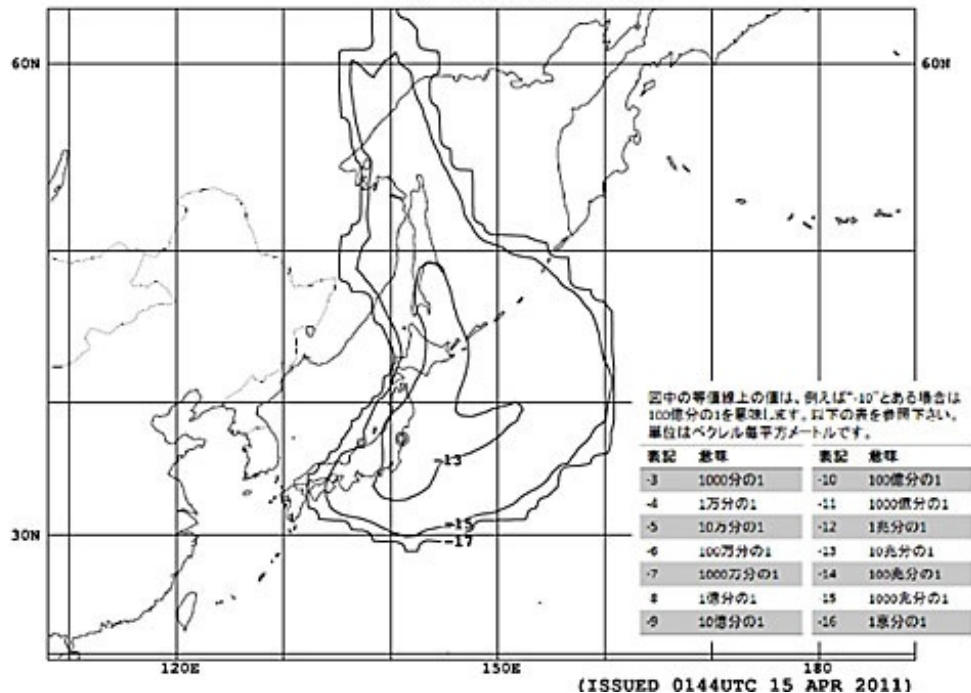 60N
60N
図中の等値線上の値は、例えば"-10"とある場合は
100億分の1を意味します。以下の表を参照下さい。
単位はベクレル毎平方メートルです。
表記 意味 表記 意味
-3 1000分の1 -10 100億分の1
-4 1万分の1 -11 1000億分の1
-5 10万分の1 -12 1兆分の1
-6 100万分の1 -13 10兆分の1
-7 1000万分の1 -14 100兆分の1
8 1億分の1 -15 1000兆分の1
-9 10億分の1 -16 1京分の1
-13
-15
-17
30N
120E 150E 180
(ISSUED 0144UTC 15 APR 2011)